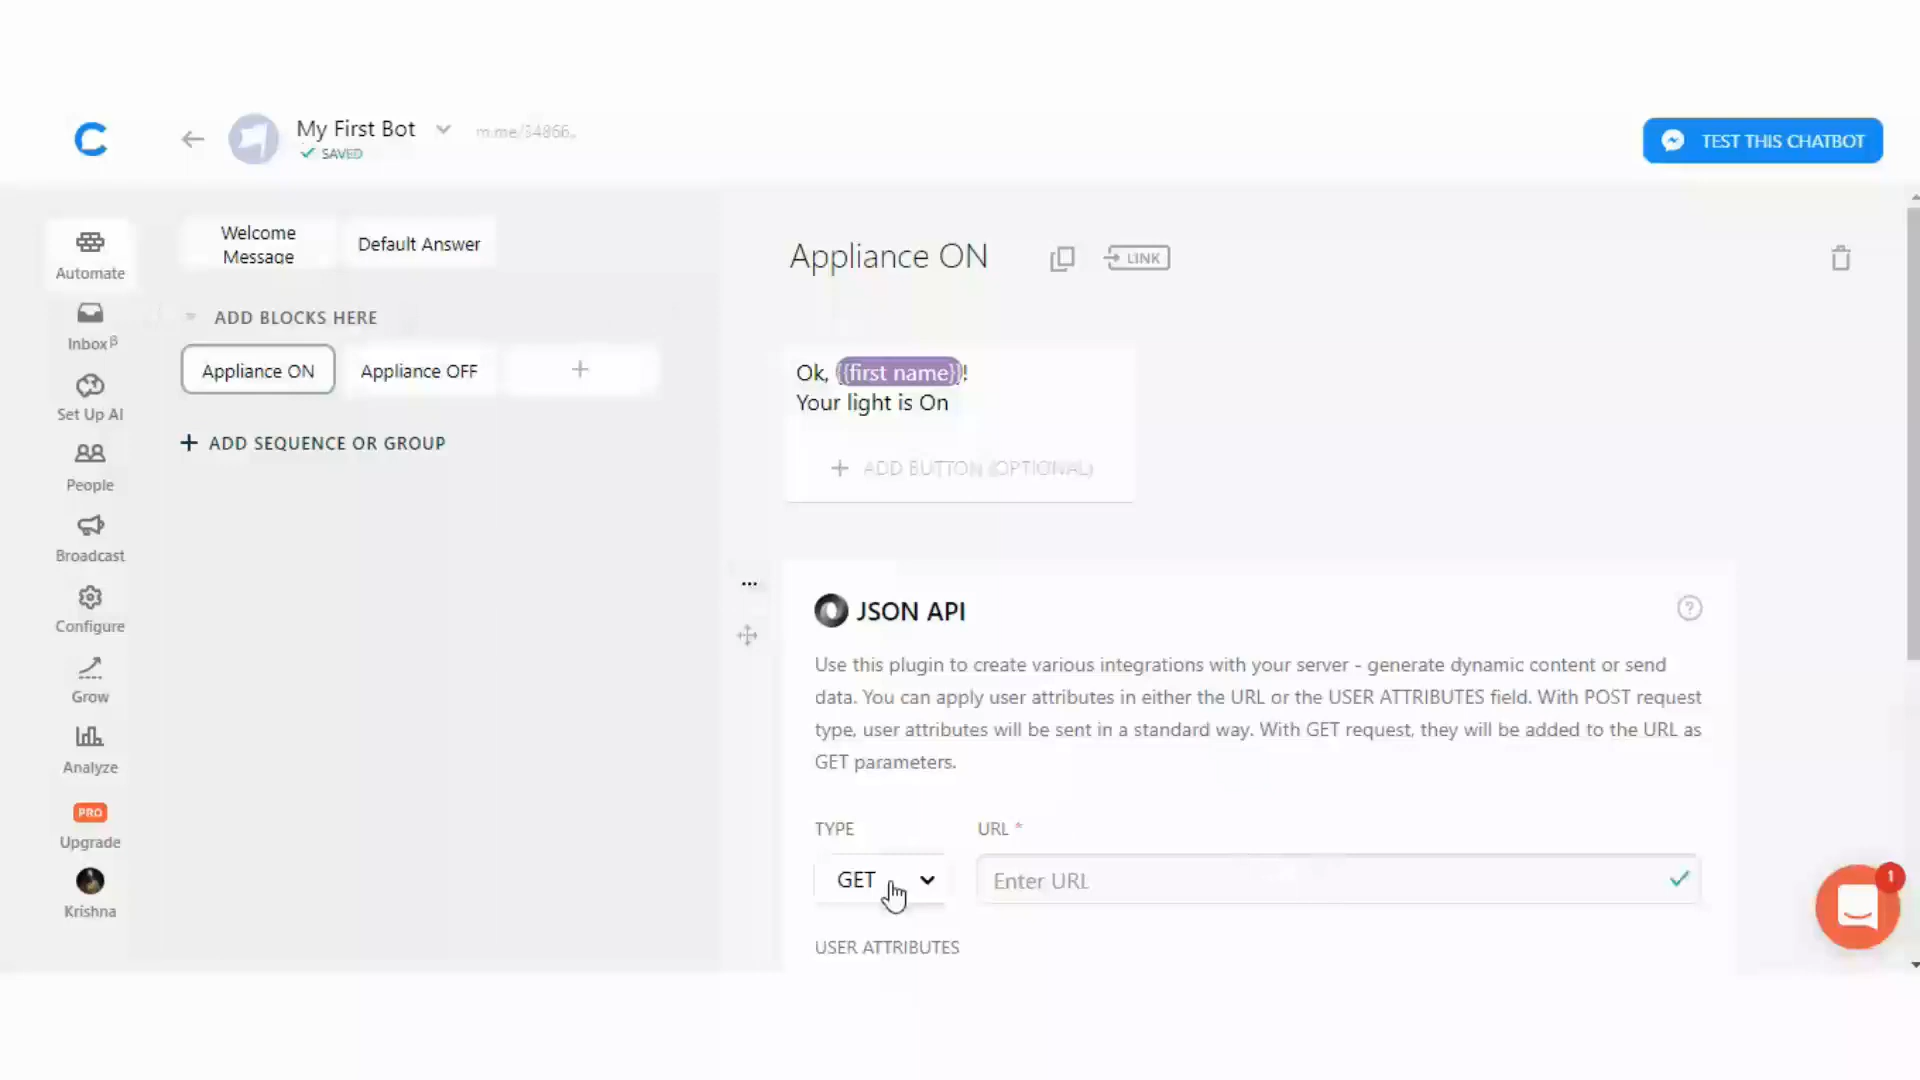 My First Bot
SAVED
TEST THIS CHATBOT
Automate
Inbox β
Set Up AI
People
Broadcast
Configure
Grow
Analyze
PRO
Upgrade
Krishna
Welcome
Message
Default Answer
ADD BLOCKS HERE
Appliance ON
Appliance OFF
+
+ ADD SEQUENCE OR GROUP
Appliance ON
LINK
Ok, {{first name}}!
Your light is On
+ ADD BUTTON (OPTIONAL)
...
JSON API
?
Use this plugin to create various integrations with your server - generate dynamic content or send
data. You can apply user attributes in either the URL or the USER ATTRIBUTES field. With POST request
type, user attributes will be sent in a standard way. With GET request, they will be added to the URL as
GET parameters.
TYPE
URL *
GET
Enter URL
USER ATTRIBUTES
1